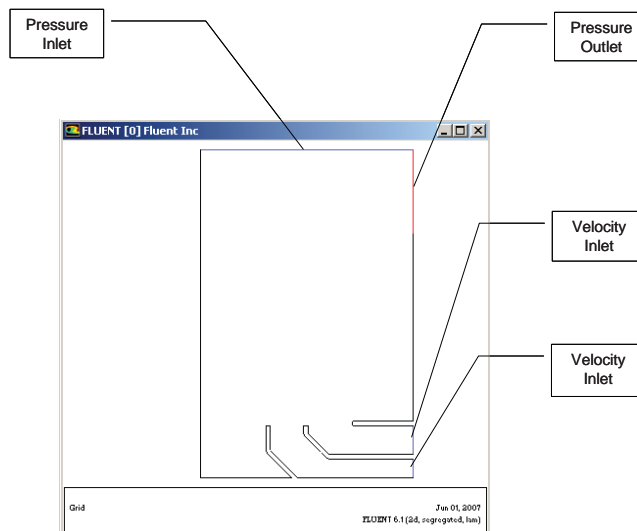 Pressure
Inlet
Pressure
Outlet
FLUENT [0] Fluent Inc
Velocity
Inlet
Velocity
Inlet
Grid
Jun 01, 2007
FLUENT 6.1 (2d, segregated, lam)